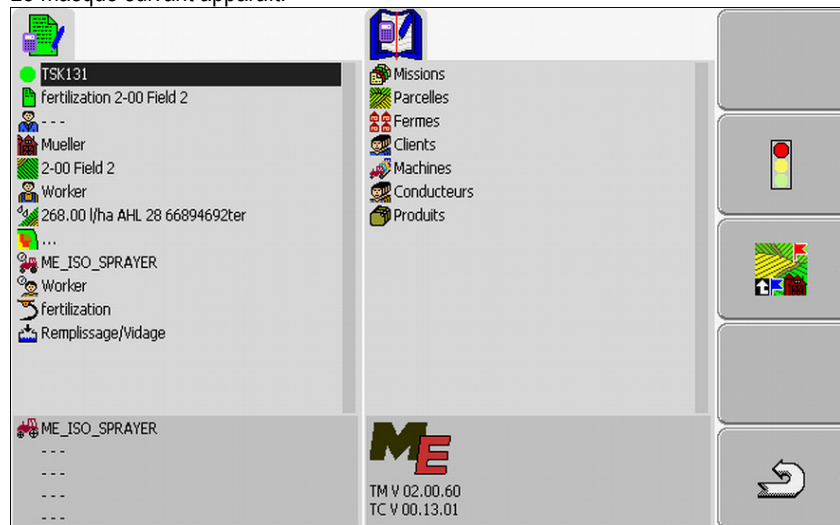 Le masque suivant apparaît:
TSK131
fertilization 2-00 Field 2
- - -
Mueller
2-00 Field 2
Worker
268.00 l/ha AHL 28 66894692ter
...
ME_ISO_SPRAYER
Worker
fertilization
Remplissage/Vidage
ME_ISO_SPRAYER
- - -
- - -
- - -
- - -
Missions
Parcelles
Fermes
Clients
Machines
Conducteurs
Produits
ME
TM V 02.00.60
TC V 00.13.01